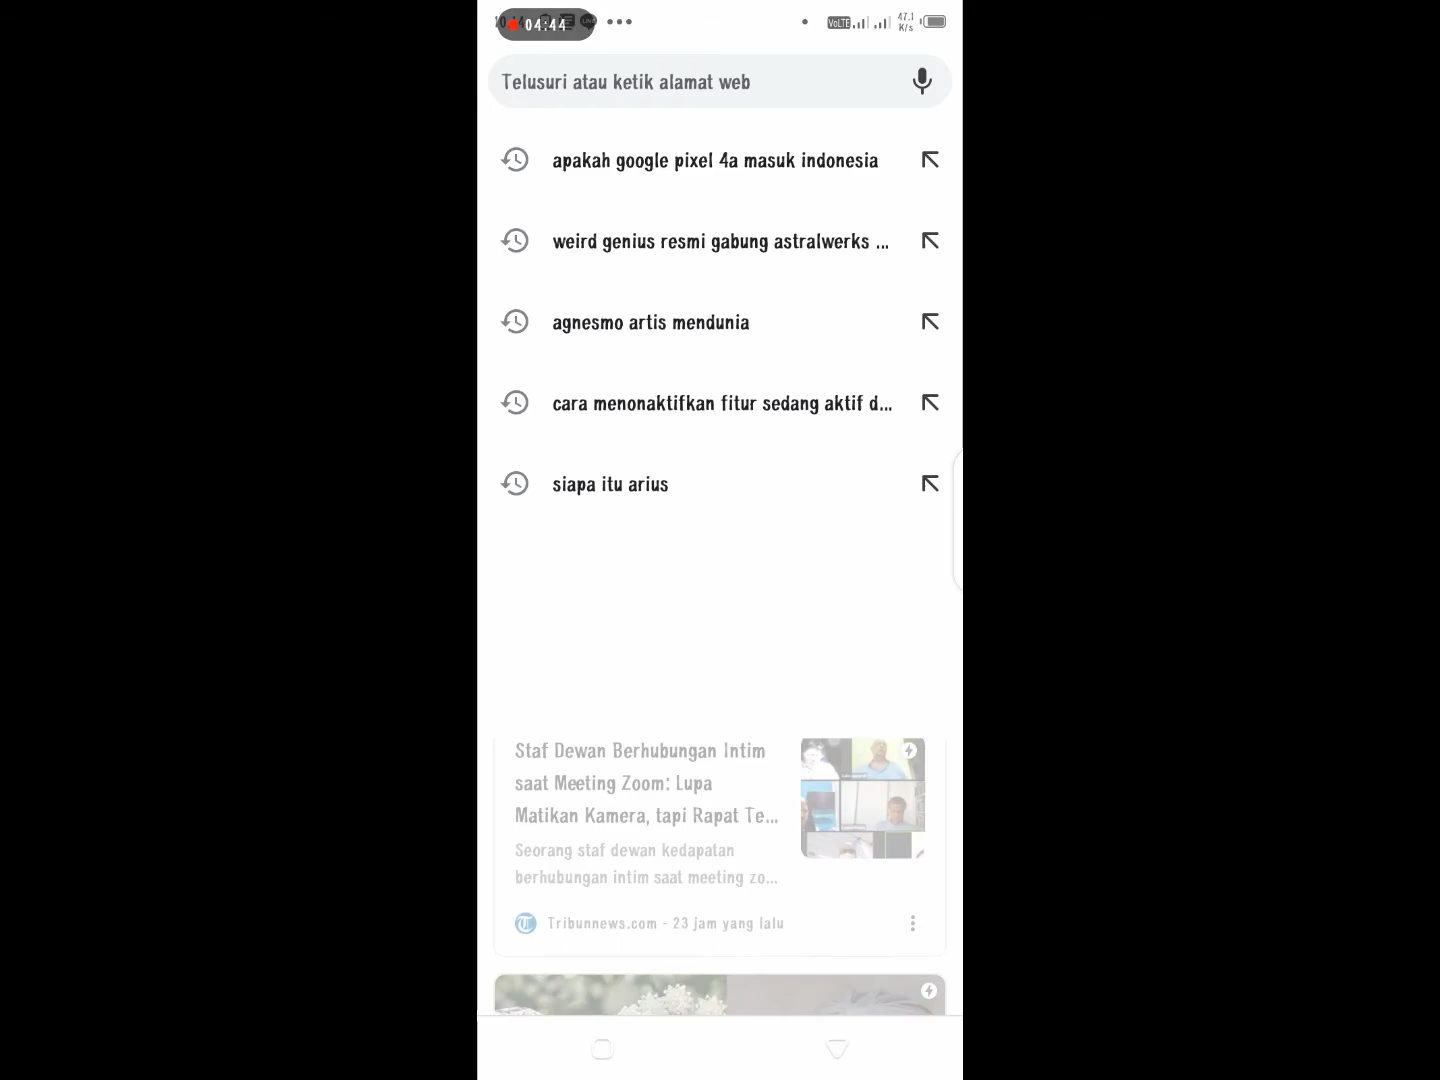 04:44
VoLTE
47.1
K/s
Telusuri atau ketik alamat web
apakah google pixel 4a masuk indonesia
weird genius resmi gabung astralwerks ...
agnesmo artis mendunia
cara menonaktifkan fitur sedang aktif d...
siapa itu arius
Staf Dewan Berhubungan Intim
saat Meeting Zoom: Lupa
Matikan Kamera, tapi Rapat Te...
Seorang staf dewan kedapatan
berhubungan intim saat meeting zo...
Tribunnews.com - 23 jam yang lalu